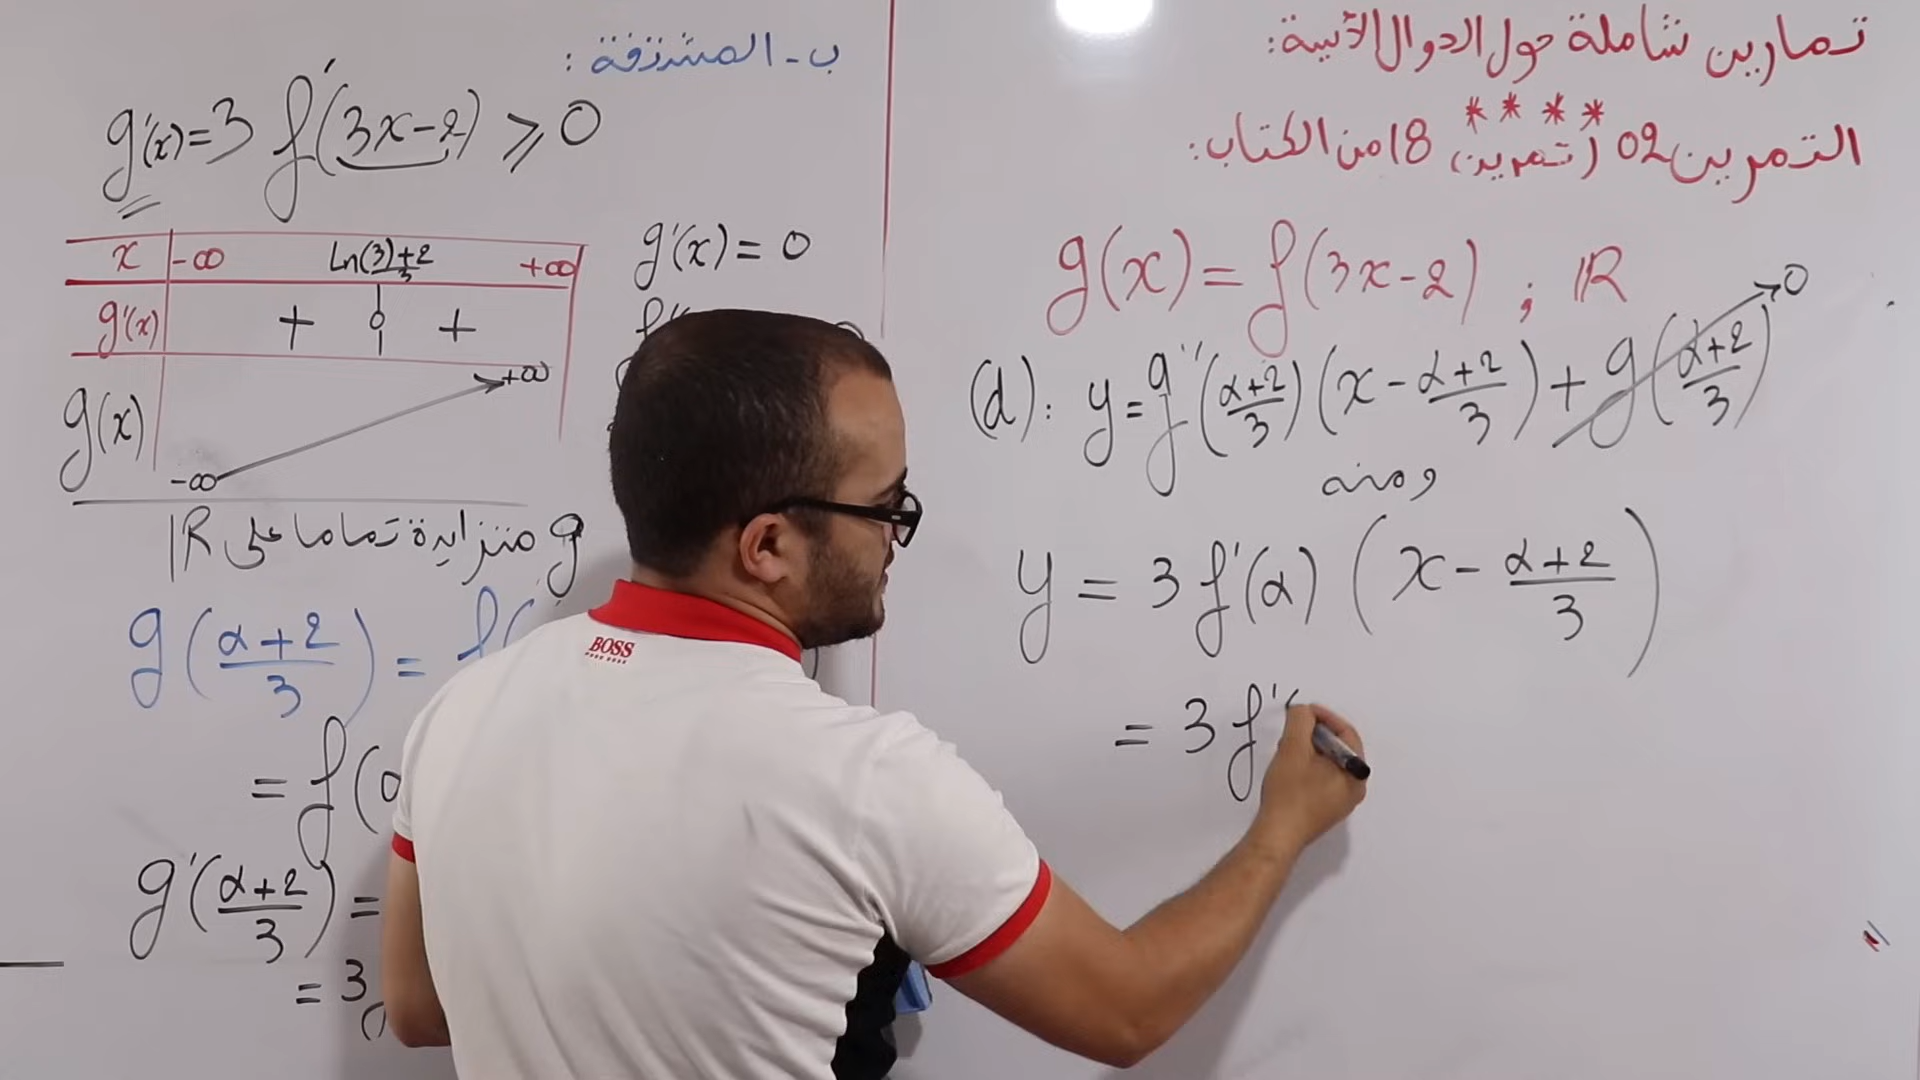 تمارين شاملة حول الدوال الأسية:
التمرين 02 (تمرين 18 من الكتاب:
****
g(x) = f(3x-2) ; IR
(d): y = g'((α+2)/3) (x - (α+2)/3) + g((α+2)/3) → 0
ومنه
y = 3 f'(α) (x - (α+2)/3)
= 3 f'(
ب - المشتقة:
g'(x) = 3 f'(3x-2) ⩾ 0
x -∞ (Ln(3)+2)/3 +∞
g'(x) + 0 +
g(x) -∞ +∞
g متزايدة تماما على IR
g'(x) = 0
g((α+2)/3) = f(
= f(α
g'((α+2)/3) =
= 3
BOSS